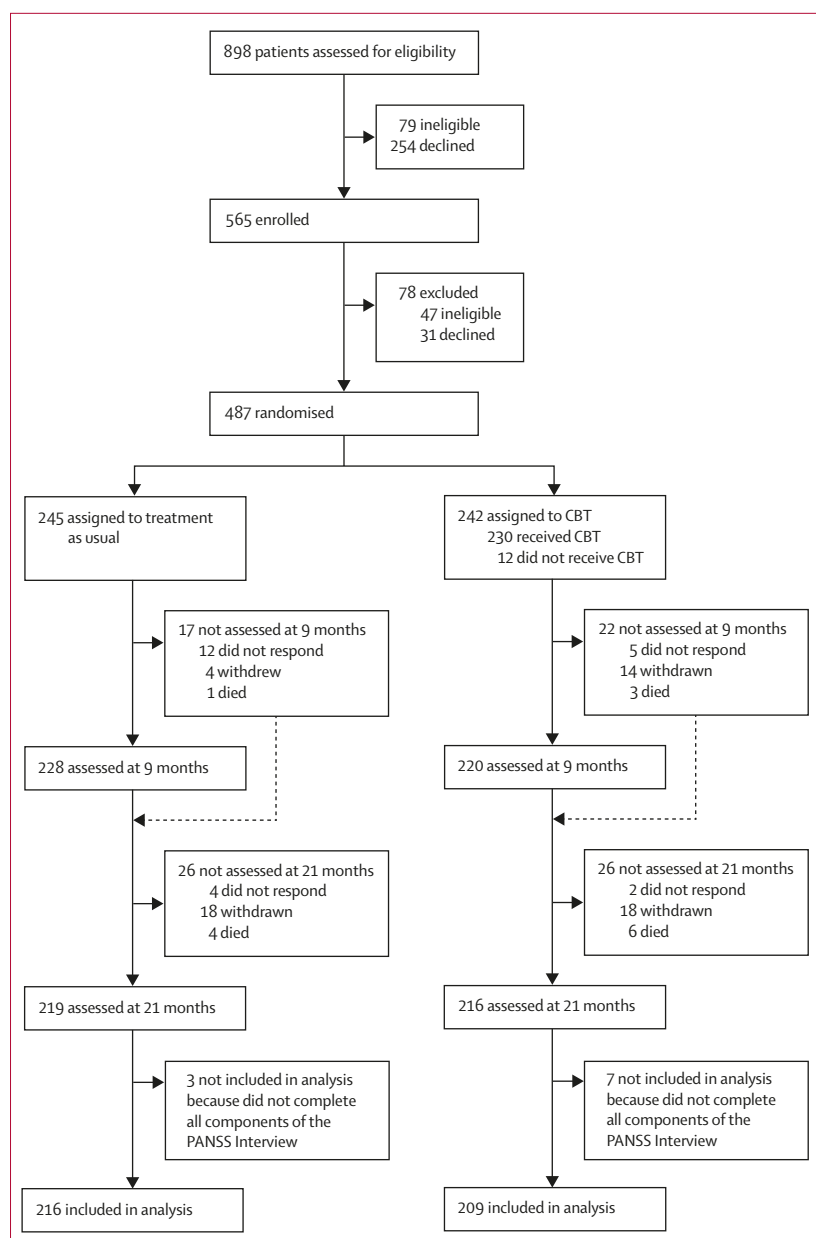 898 patients assessed for eligibility
79 ineligible
254 declined
565 enrolled
78 excluded
47 ineligible
31 declined
487 randomised
245 assigned to treatment
as usual
242 assigned to CBT
230 received CBT
12 did not receive CBT
17 not assessed at 9 months
12 did not respond
4 withdrew
1 died
22 not assessed at 9 months
5 did not respond
14 withdrawn
3 died
228 assessed at 9 months
220 assessed at 9 months
26 not assessed at 21 months
4 did not respond
18 withdrawn
4 died
26 not assessed at 21 months
2 did not respond
18 withdrawn
6 died
219 assessed at 21 months
216 assessed at 21 months
3 not included in analysis
because did not complete
all components of the
PANSS Interview
7 not included in analysis
because did not complete
all components of the
PANSS Interview
216 included in analysis
209 included in analysis